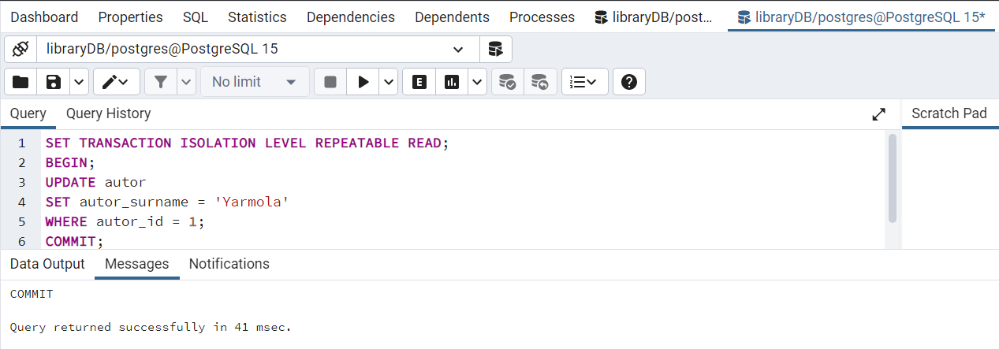 Dashboard Properties SQL Statistics Dependencies Dependents Processes libraryDB/post... libraryDB/postgres@PostgreSQL 15*
libraryDB/postgres@PostgreSQL 15
No limit E ?
Query Query History Scratch Pad
1 SET TRANSACTION ISOLATION LEVEL REPEATABLE READ;
2 BEGIN;
3 UPDATE autor
4 SET autor_surname = 'Yarmola'
5 WHERE autor_id = 1;
6 COMMIT;
Data Output Messages Notifications
COMMIT
Query returned successfully in 41 msec.